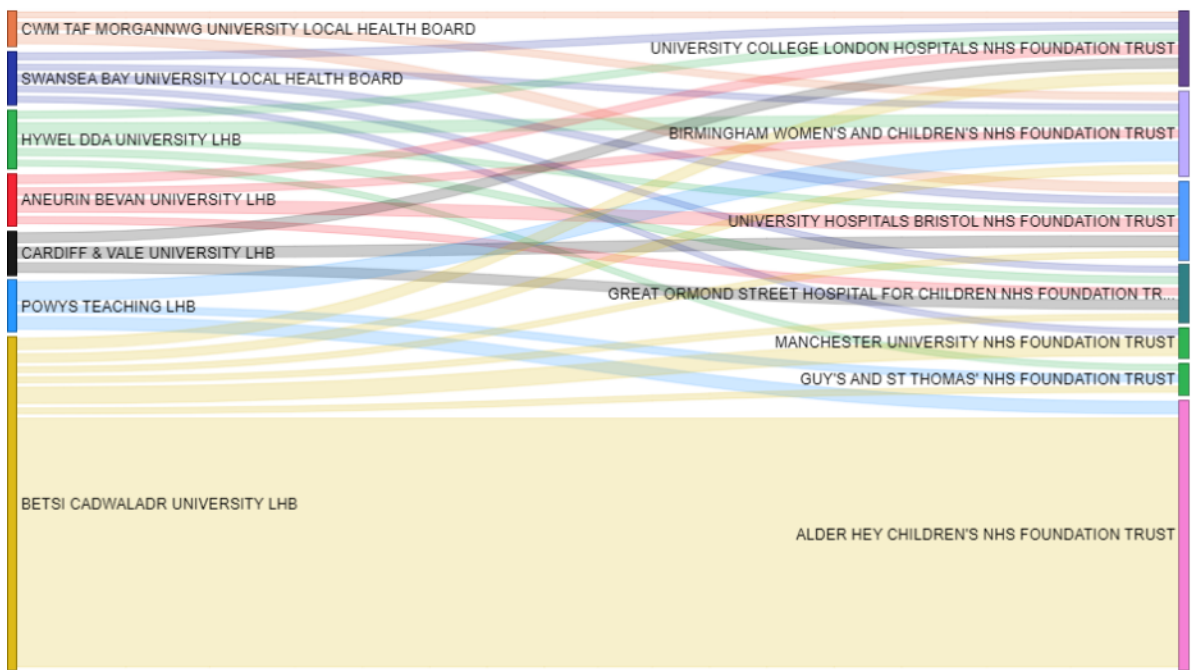 CWM TAF MORGANNWG UNIVERSITY LOCAL HEALTH BOARD
SWANSEA BAY UNIVERSITY LOCAL HEALTH BOARD
HYWEL DDA UNIVERSITY LHB
ANEURIN BEVAN UNIVERSITY LHB
CARDIFF & VALE UNIVERSITY LHB
POWYS TEACHING LHB
BETSI CADWALADR UNIVERSITY LHB
UNIVERSITY COLLEGE LONDON HOSPITALS NHS FOUNDATION TRUST
BIRMINGHAM WOMEN'S AND CHILDREN'S NHS FOUNDATION TRUST
UNIVERSITY HOSPITALS BRISTOL NHS FOUNDATION TRUST
GREAT ORMOND STREET HOSPITAL FOR CHILDREN NHS FOUNDATION TR...
MANCHESTER UNIVERSITY NHS FOUNDATION TRUST
GUY'S AND ST THOMAS' NHS FOUNDATION TRUST
ALDER HEY CHILDREN'S NHS FOUNDATION TRUST